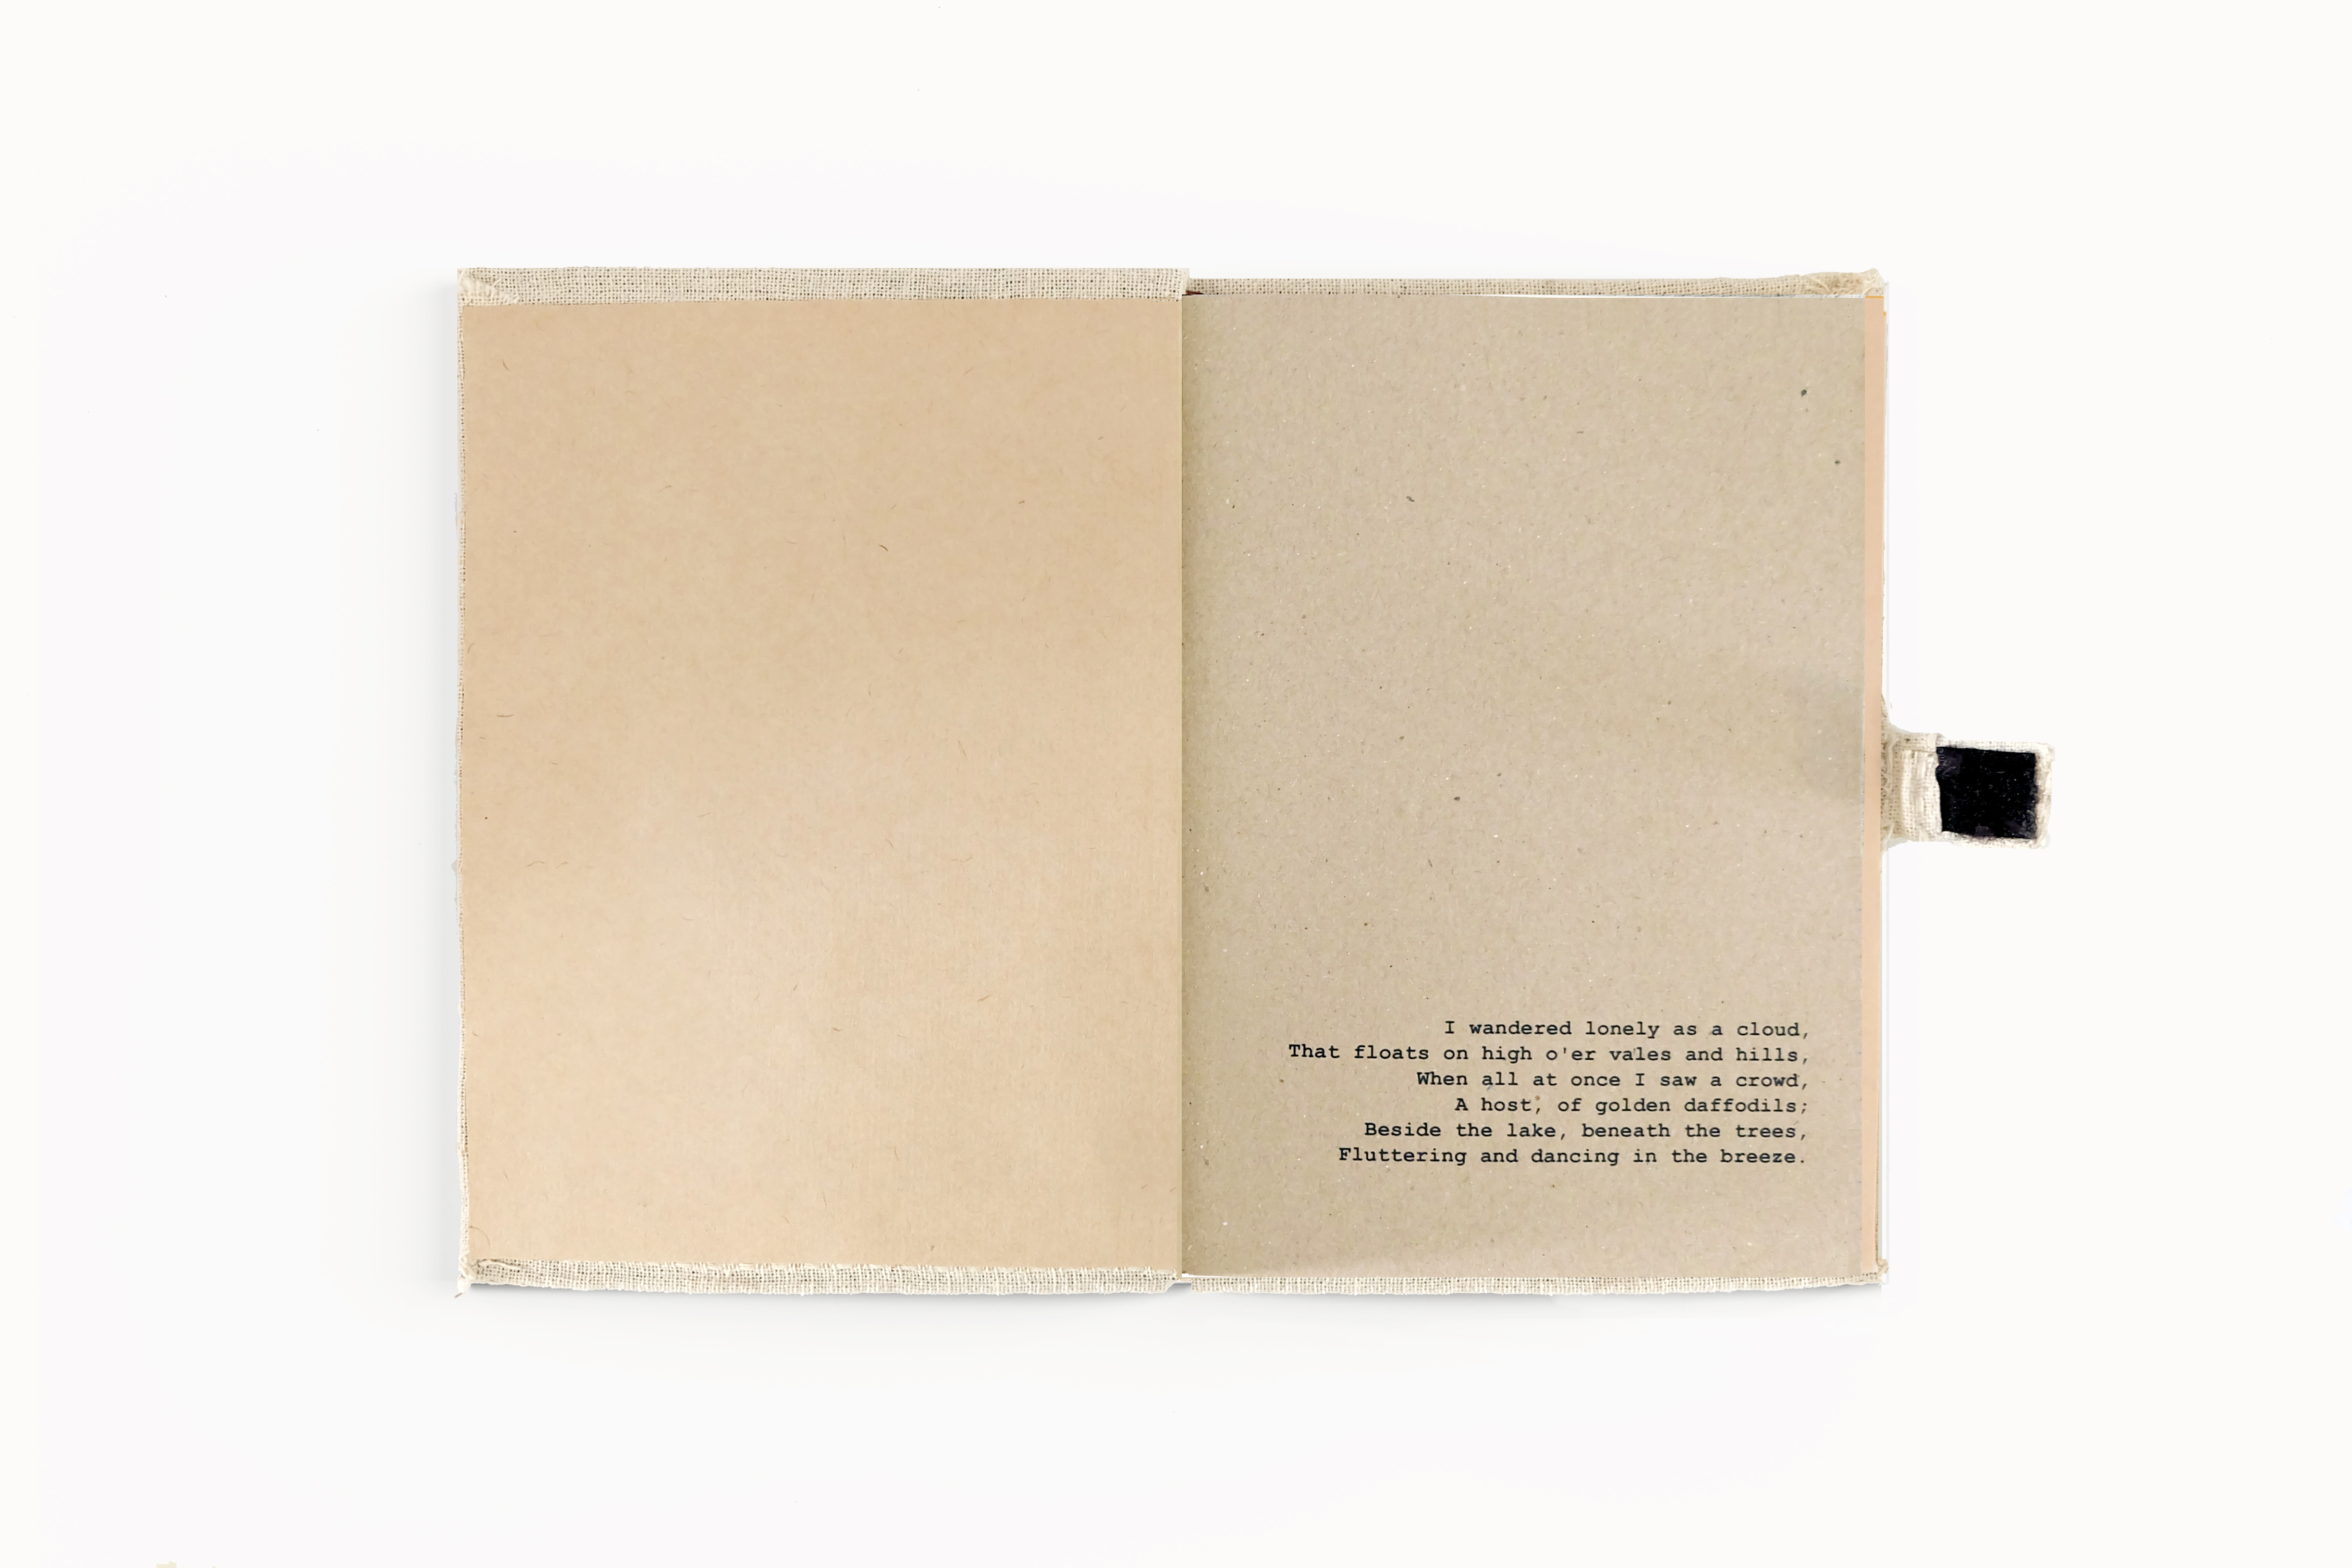 I wandered lonely as a cloud,
That floats on high o'er vales and hills,
When all at once I saw a crowd,
A host, of golden daffodils;
Beside the lake, beneath the trees,
Fluttering and dancing in the breeze.